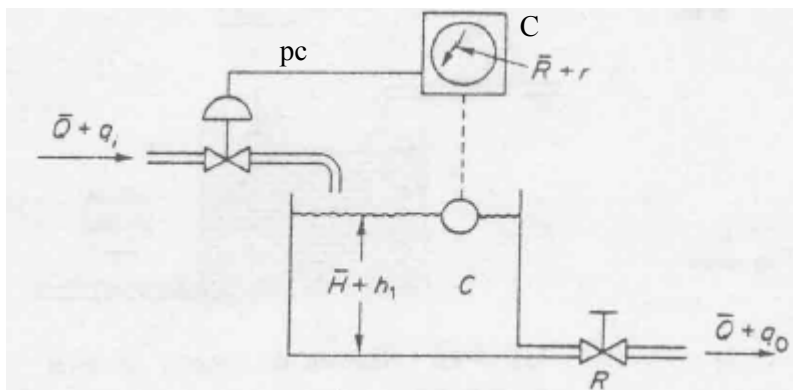 C
pc
R̄ + r
Q̄ + qᵢ
H̄ + h₁
C
Q̄ + q₀
R